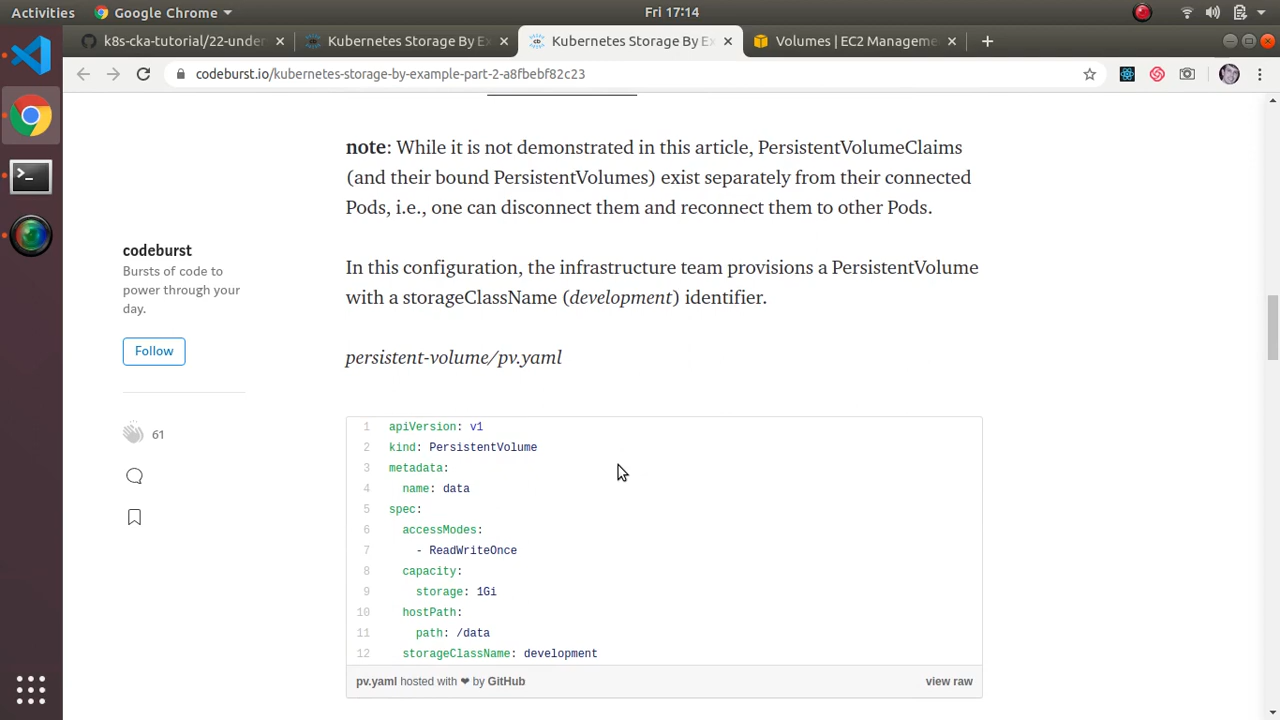 Activities
Google Chrome
Fri 17:14
k8s-cka-tutorial/22-under
Kubernetes Storage By Ex
Kubernetes Storage By Ex
Volumes | EC2 Manageme
codeburst.io/kubernetes-storage-by-example-part-2-a8fbebf82c23
note: While it is not demonstrated in this article, PersistentVolumeClaims
(and their bound PersistentVolumes) exist separately from their connected
Pods, i.e., one can disconnect them and reconnect them to other Pods.
codeburst
Bursts of code to
power through your
day.
Follow
61
In this configuration, the infrastructure team provisions a PersistentVolume
with a storageClassName (development) identifier.
persistent-volume/pv.yaml
1 apiVersion: v1
2 kind: PersistentVolume
3 metadata:
4 name: data
5 spec:
6 accessModes:
7 - ReadWriteOnce
8 capacity:
9 storage: 1Gi
10 hostPath:
11 path: /data
12 storageClassName: development
pv.yaml hosted with ❤ by GitHub
view raw